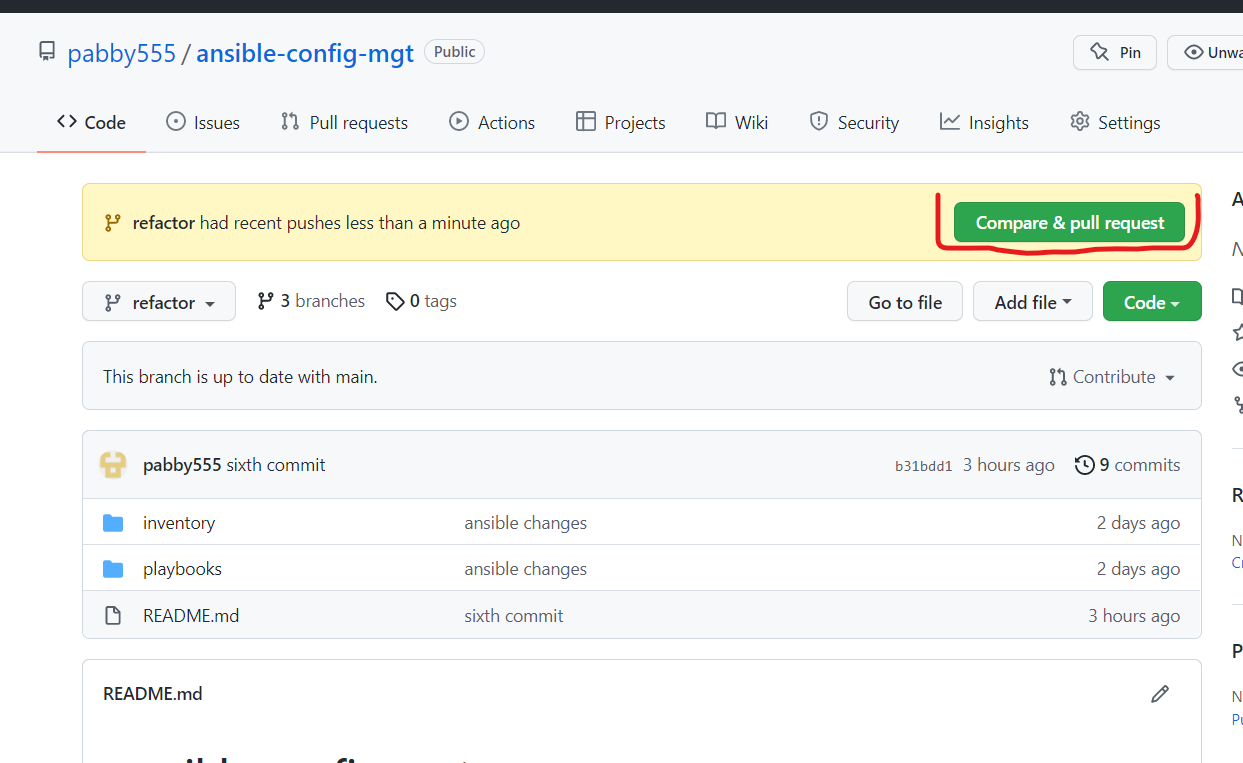 pabby555 / ansible-config-mgt Public Pin
Code Issues Pull requests Actions Projects Wiki Security Insights Settings
refactor had recent pushes less than a minute ago Compare & pull request
refactor 3 branches 0 tags Go to file Add file Code
This branch is up to date with main. Contribute
pabby555 sixth commit b31bdd1 3 hours ago 9 commits
inventory ansible changes 2 days ago
playbooks ansible changes 2 days ago
README.md sixth commit 3 hours ago
README.md